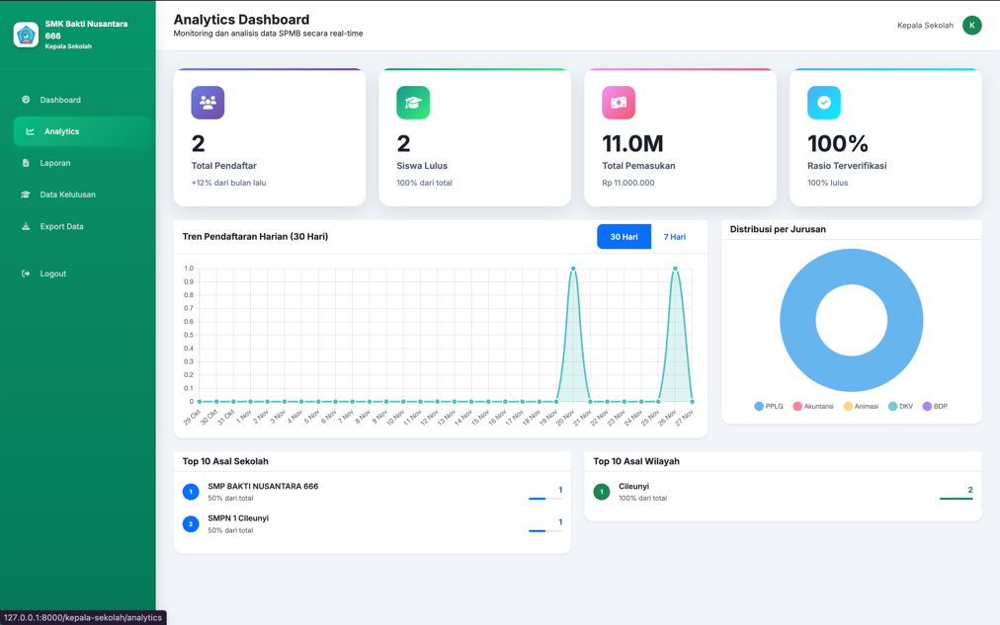 SMK Bakti Nusantara
666
Kepala Sekolah
Dashboard
Analytics
Laporan
Data Kelulusan
Export Data
Logout
Analytics Dashboard
Monitoring dan analisis data SPMB secara real-time
Kepala Sekolah
K
2
Total Pendaftar
+12% dari bulan lalu
2
Siswa Lulus
100% dari total
11.0M
Total Pemasukan
Rp 11.000.000
100%
Rasio Terverifikasi
100% lulus
Tren Pendaftaran Harian (30 Hari)
30 Hari
7 Hari
1.0
0.9
0.8
0.7
0.6
0.5
0.4
0.3
0.2
0.1
0
29 Okt
30 Okt
31 Okt
1 Nov
2 Nov
3 Nov
4 Nov
5 Nov
6 Nov
7 Nov
8 Nov
9 Nov
10 Nov
11 Nov
12 Nov
13 Nov
14 Nov
15 Nov
16 Nov
17 Nov
18 Nov
19 Nov
20 Nov
21 Nov
22 Nov
23 Nov
24 Nov
25 Nov
26 Nov
27 Nov
Distribusi per Jurusan
PPLG
Akuntansi
Animasi
DKV
BDP
Top 10 Asal Sekolah
1
SMP BAKTI NUSANTARA 666
50% dari total
1
2
SMPN 1 CIleunyi
50% dari total
1
Top 10 Asal Wilayah
1
Cileunyi
100% dari total
2
127.0.0.1:8000/kepala-sekolah/analytics